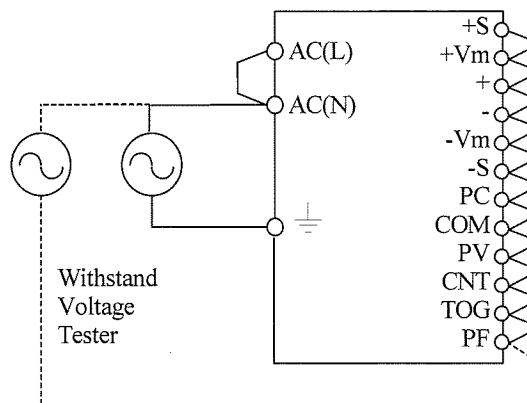 AC(L)
AC(N)
Withstand
Voltage
Tester
+S
+Vm
+
-
-Vm
-S
PC
COM
PV
CNT
TOG
PF